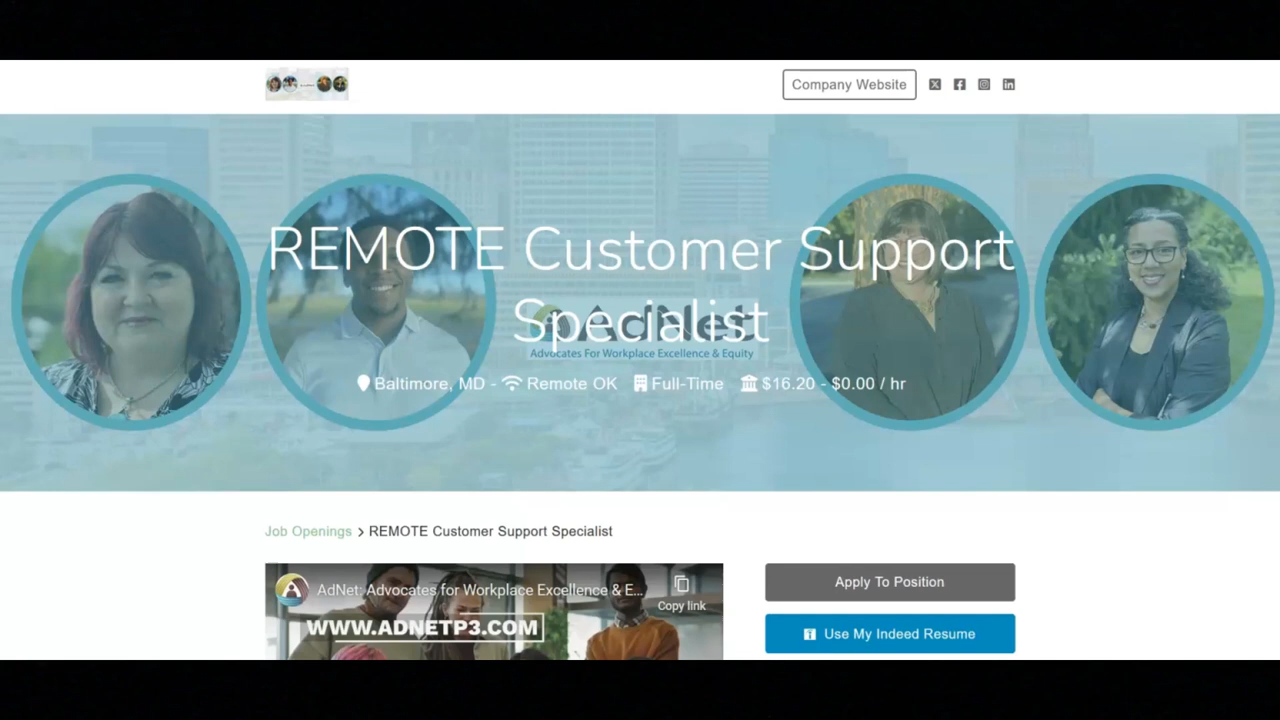 Company Website
REMOTE Customer Support
Specialist
AdNet
Advocates For Workplace Excellence & Equity
Baltimore, MD - Remote OK Full-Time $16.20 - $0.00 / hr
Job Openings > REMOTE Customer Support Specialist
AdNet: Advocates for Workplace Excellence & E...
Copy link
WWW.ADNETP3.COM
Apply To Position
Use My Indeed Resume